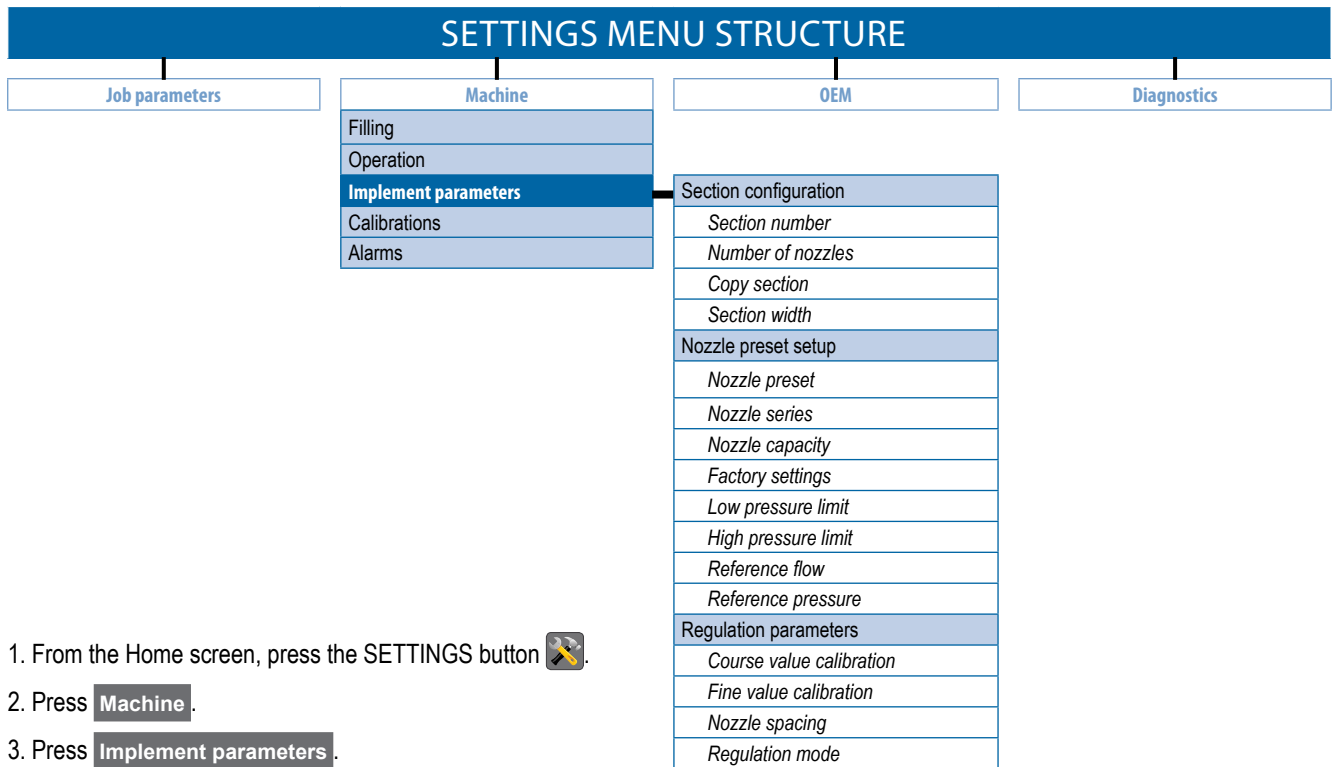 SETTINGS MENU STRUCTURE
Job parameters
Machine
OEM
Diagnostics
Filling
Operation
Implement parameters
Calibrations
Alarms
Section configuration
Section number
Number of nozzles
Copy section
Section width
Nozzle preset setup
Nozzle preset
Nozzle series
Nozzle capacity
Factory settings
Low pressure limit
High pressure limit
Reference flow
Reference pressure
Regulation parameters
Course value calibration
Fine value calibration
Nozzle spacing
Regulation mode
1. From the Home screen, press the SETTINGS button .
2. Press Machine .
3. Press Implement parameters .